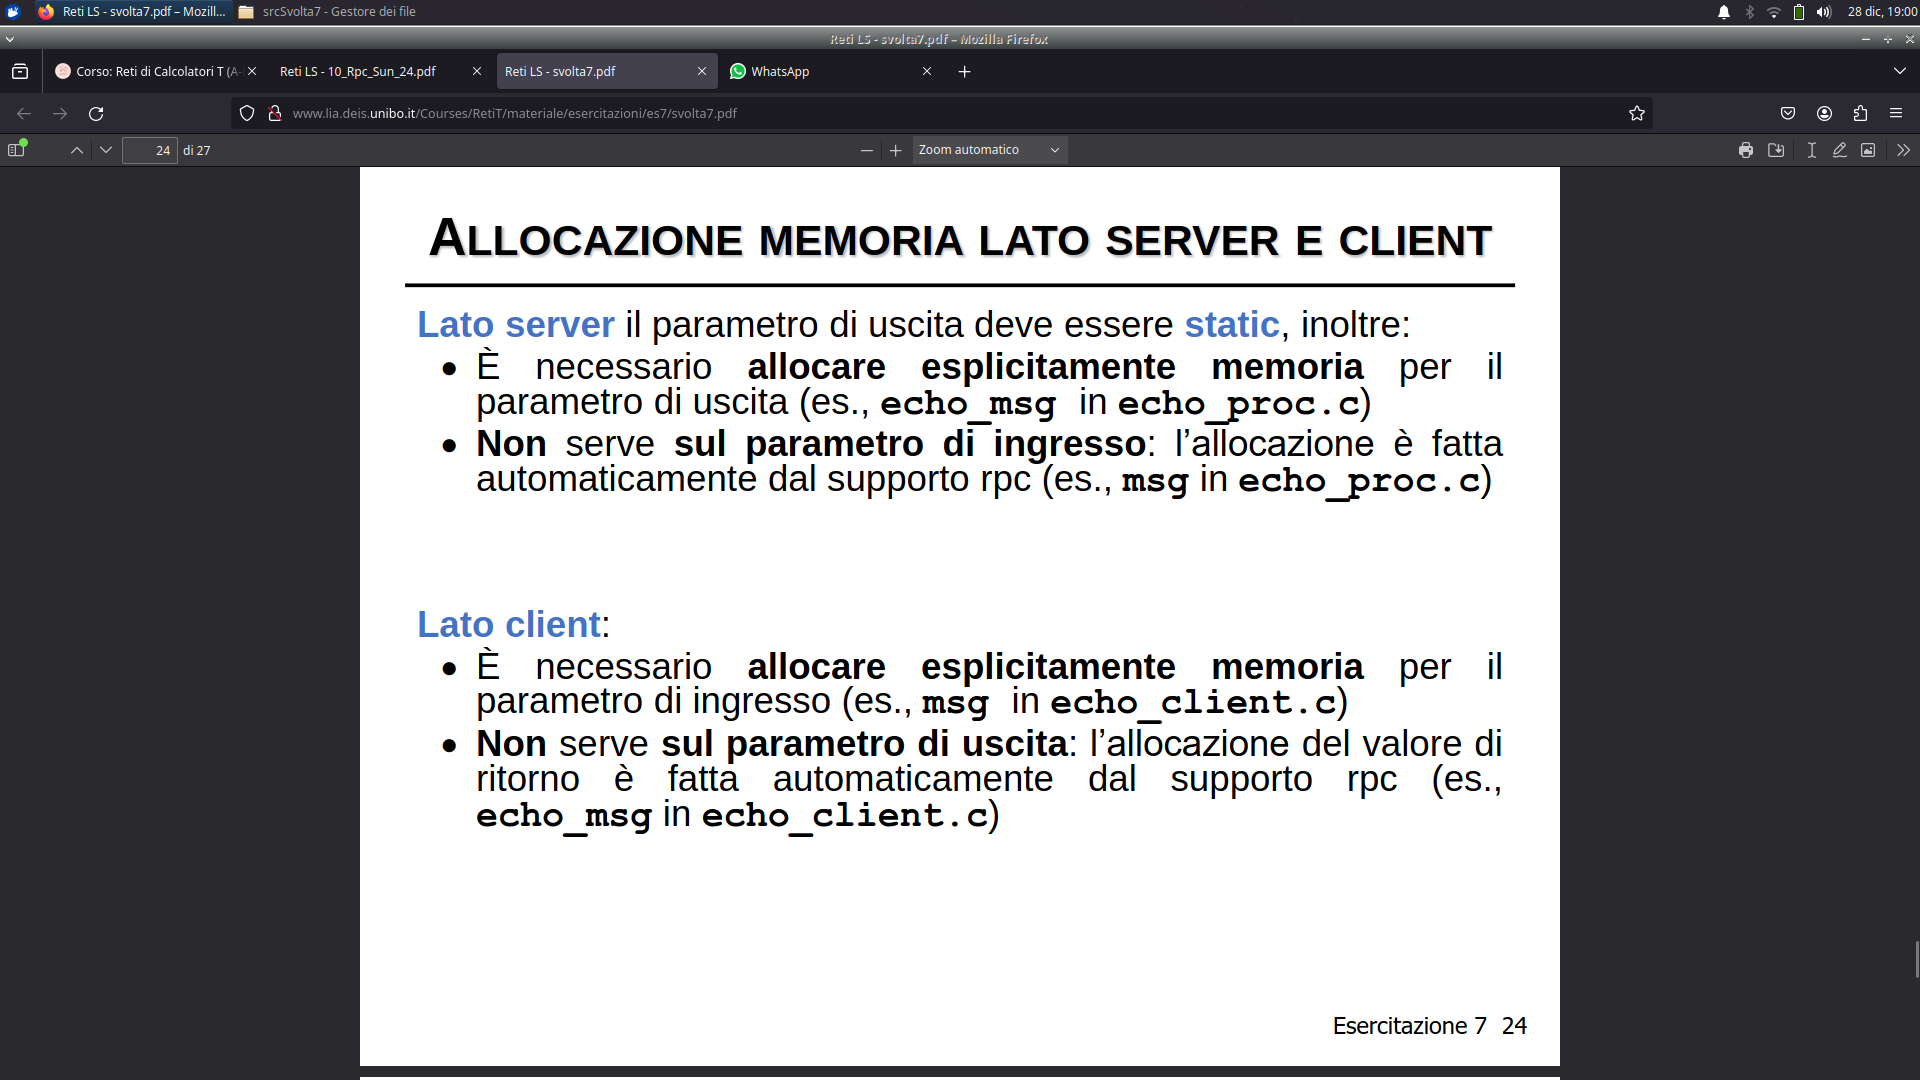 Reti LS - svolta7.pdf – Mozill...
srcSvolta7 - Gestore dei file
28 dic, 19:00
Reti LS - svolta7.pdf – Mozilla Firefox
Corso: Reti di Calcolatori T (A-
Reti LS - 10_Rpc_Sun_24.pdf
Reti LS - svolta7.pdf
WhatsApp
www.lia.deis.unibo.it/Courses/RetiT/materiale/esercitazioni/es7/svolta7.pdf
24 di 27
Zoom automatico
ALLOCAZIONE MEMORIA LATO SERVER E CLIENT
Lato server il parametro di uscita deve essere static, inoltre:
● È necessario allocare esplicitamente memoria per il
parametro di uscita (es., echo_msg in echo_proc.c)
● Non serve sul parametro di ingresso: l’allocazione è fatta
automaticamente dal supporto rpc (es., msg in echo_proc.c)
Lato client:
● È necessario allocare esplicitamente memoria per il
parametro di ingresso (es., msg in echo_client.c)
● Non serve sul parametro di uscita: l’allocazione del valore di
ritorno è fatta automaticamente dal supporto rpc (es.,
echo_msg in echo_client.c)
Esercitazione 7 24